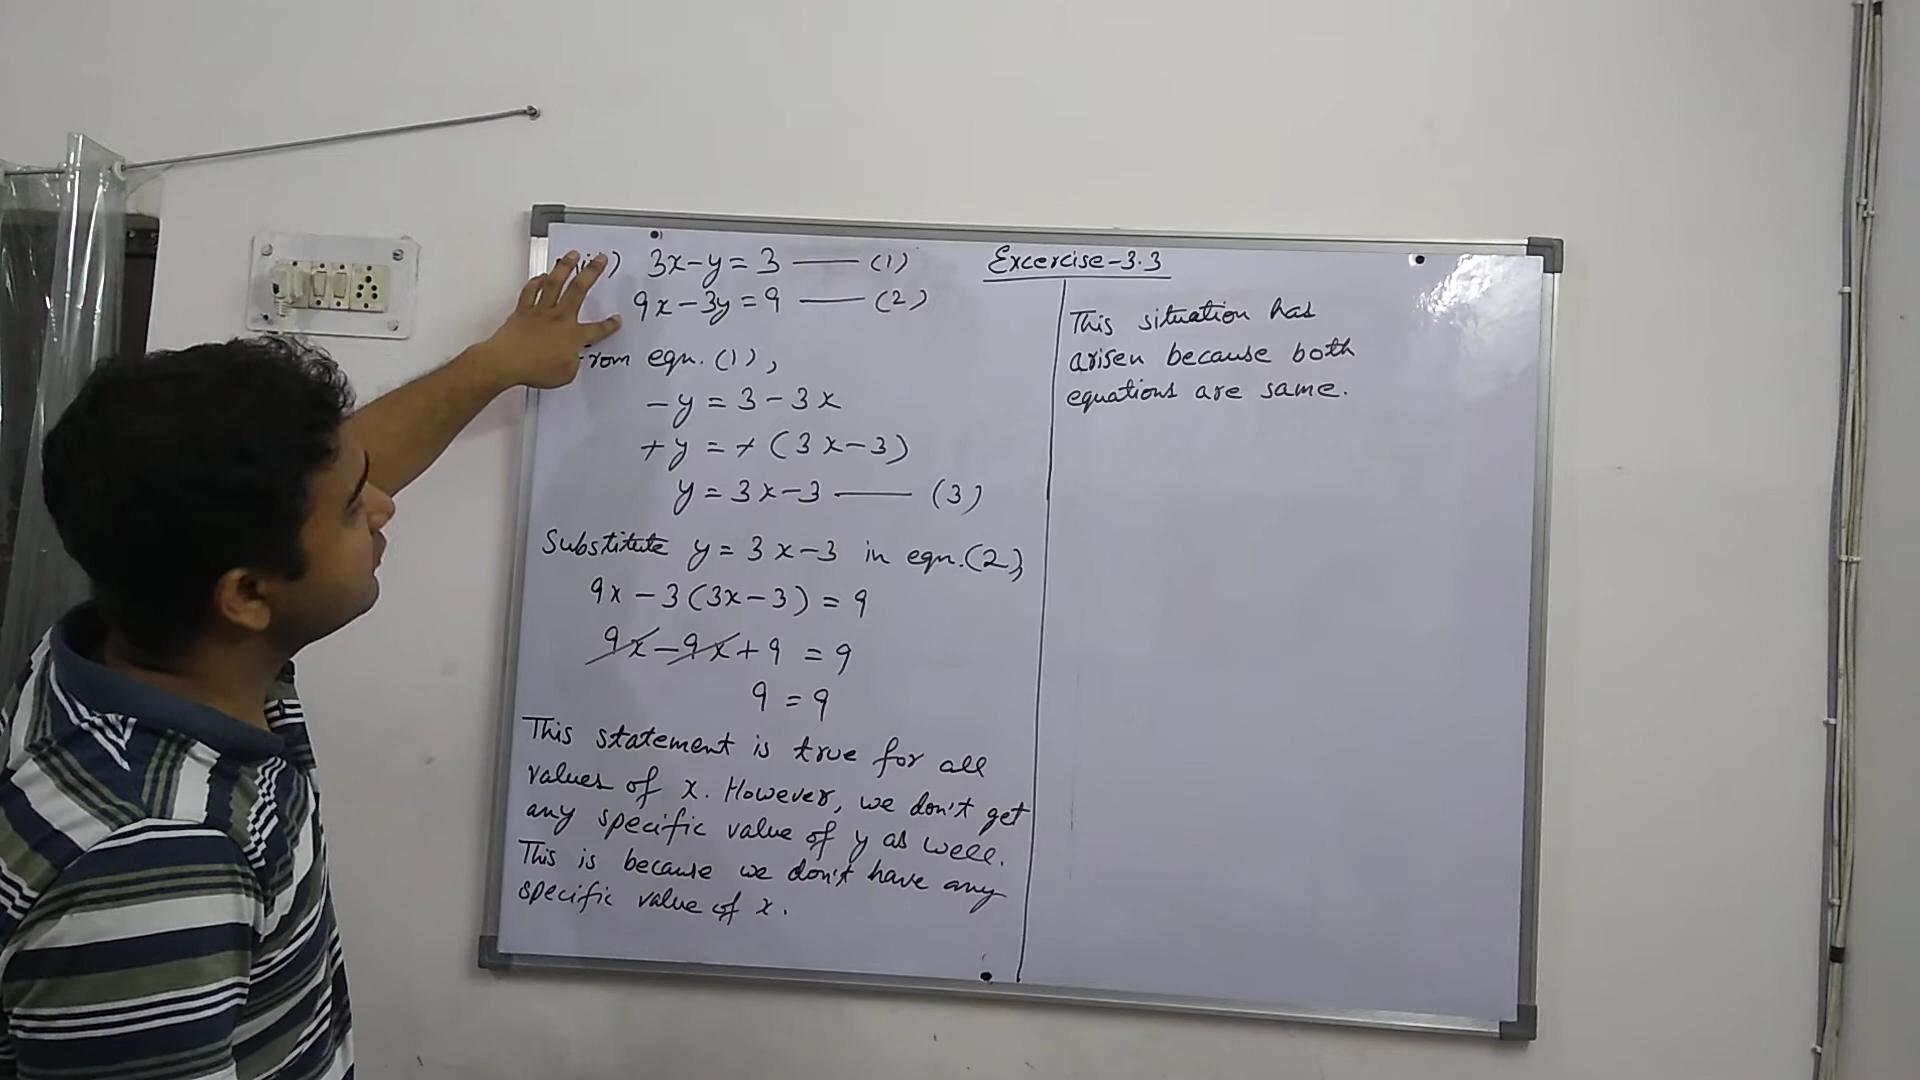 3x-y=3 —— (1)
9x-3y=9 —— (2)
From eqn. (1),
-y=3-3x
+y=+(3x-3)
y=3x-3 —— (3)
Substitute y=3x-3 in eqn.(2),
9x-3(3x-3)=9
9x-9x+9=9
9=9
This statement is true for all
values of x. However, we don't get
any specific value of y as well.
This is because we don't have any
specific value of x.
Excercise-3.3
This situation has
arisen because both
equations are same.